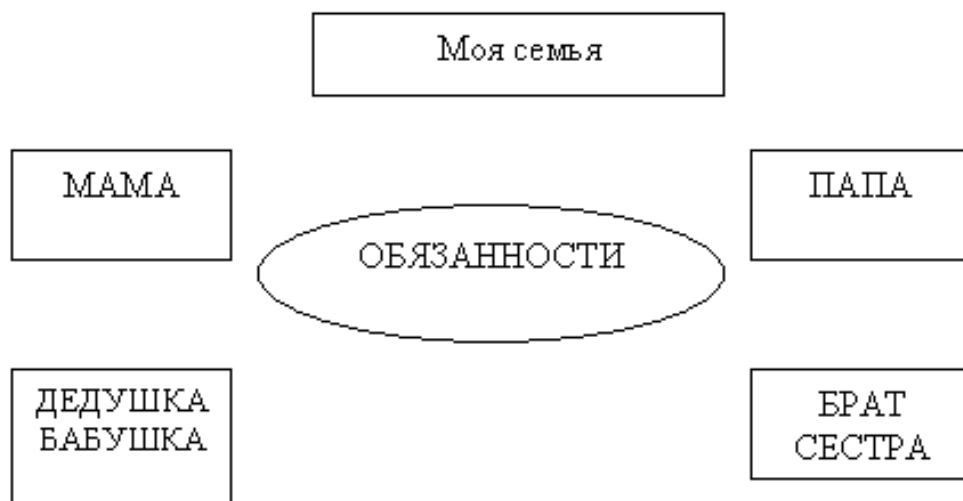 Моя семья
МАМА
ПАПА
ОБЯЗАННОСТИ
ДЕДУШКА
БАБУШКА
БРАТ
СЕСТРА